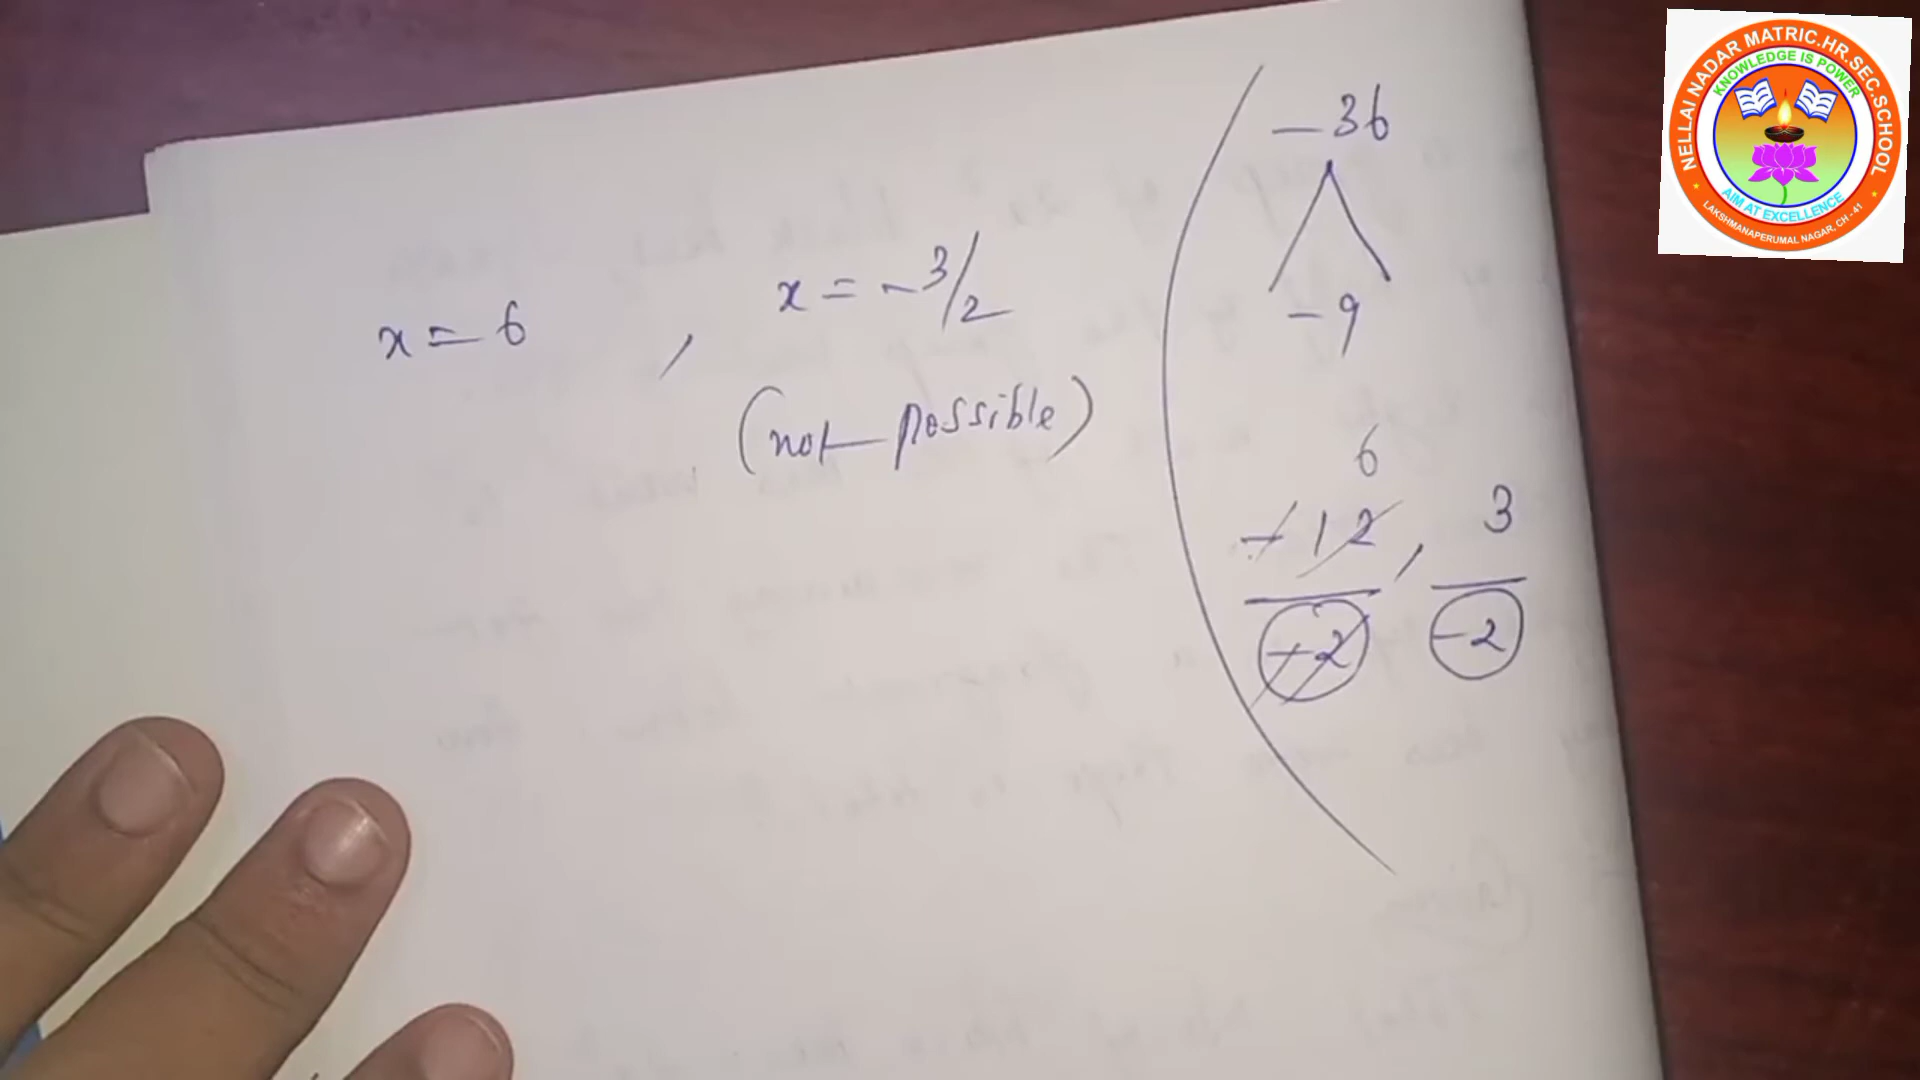 x = 6 , x = -3/2
(not possible)
-36
-9
6
-12 , 3
-2 -2
NELLAI NADAR MATRIC.HR.SEC.SCHOOL
KNOWLEDGE IS POWER
AIM AT EXCELLENCE
LAKSHMANAPERUMAL NAGAR, CH - 41